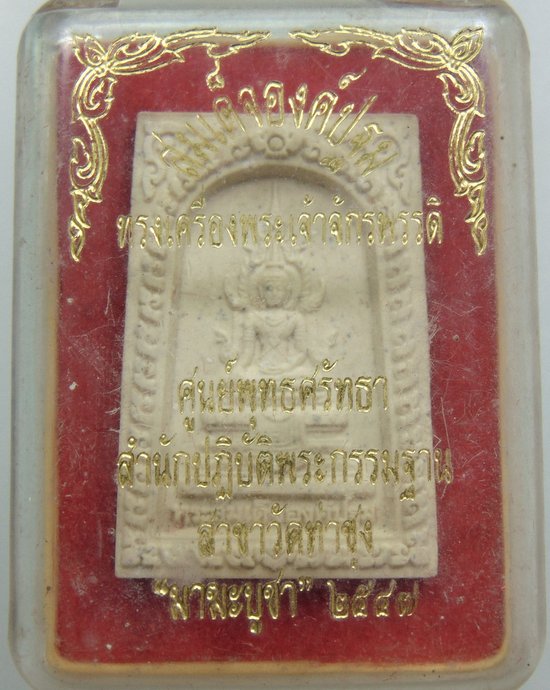 สมเด็จองค์ปฐม
ทรงเครื่องพระเจ้าจักรพรรดิ
ศูนย์พุทธศรัทธา
สำนักปฏิบัติพระกรรมฐาน
สาขาวัดท่าซุง
"มาฆะบูชา" ๒๕๔๗